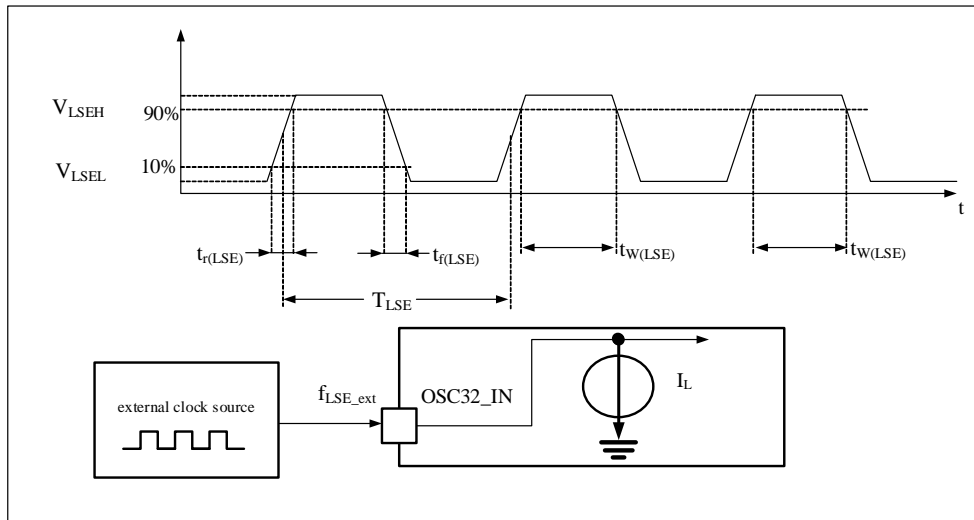 V_LSEH
90%
10%
V_LSEL
t
t_r(LSE)
t_f(LSE)
t_W(LSE)
t_W(LSE)
T_LSE
f_LSE_ext
OSC32_IN
I_L
external clock source